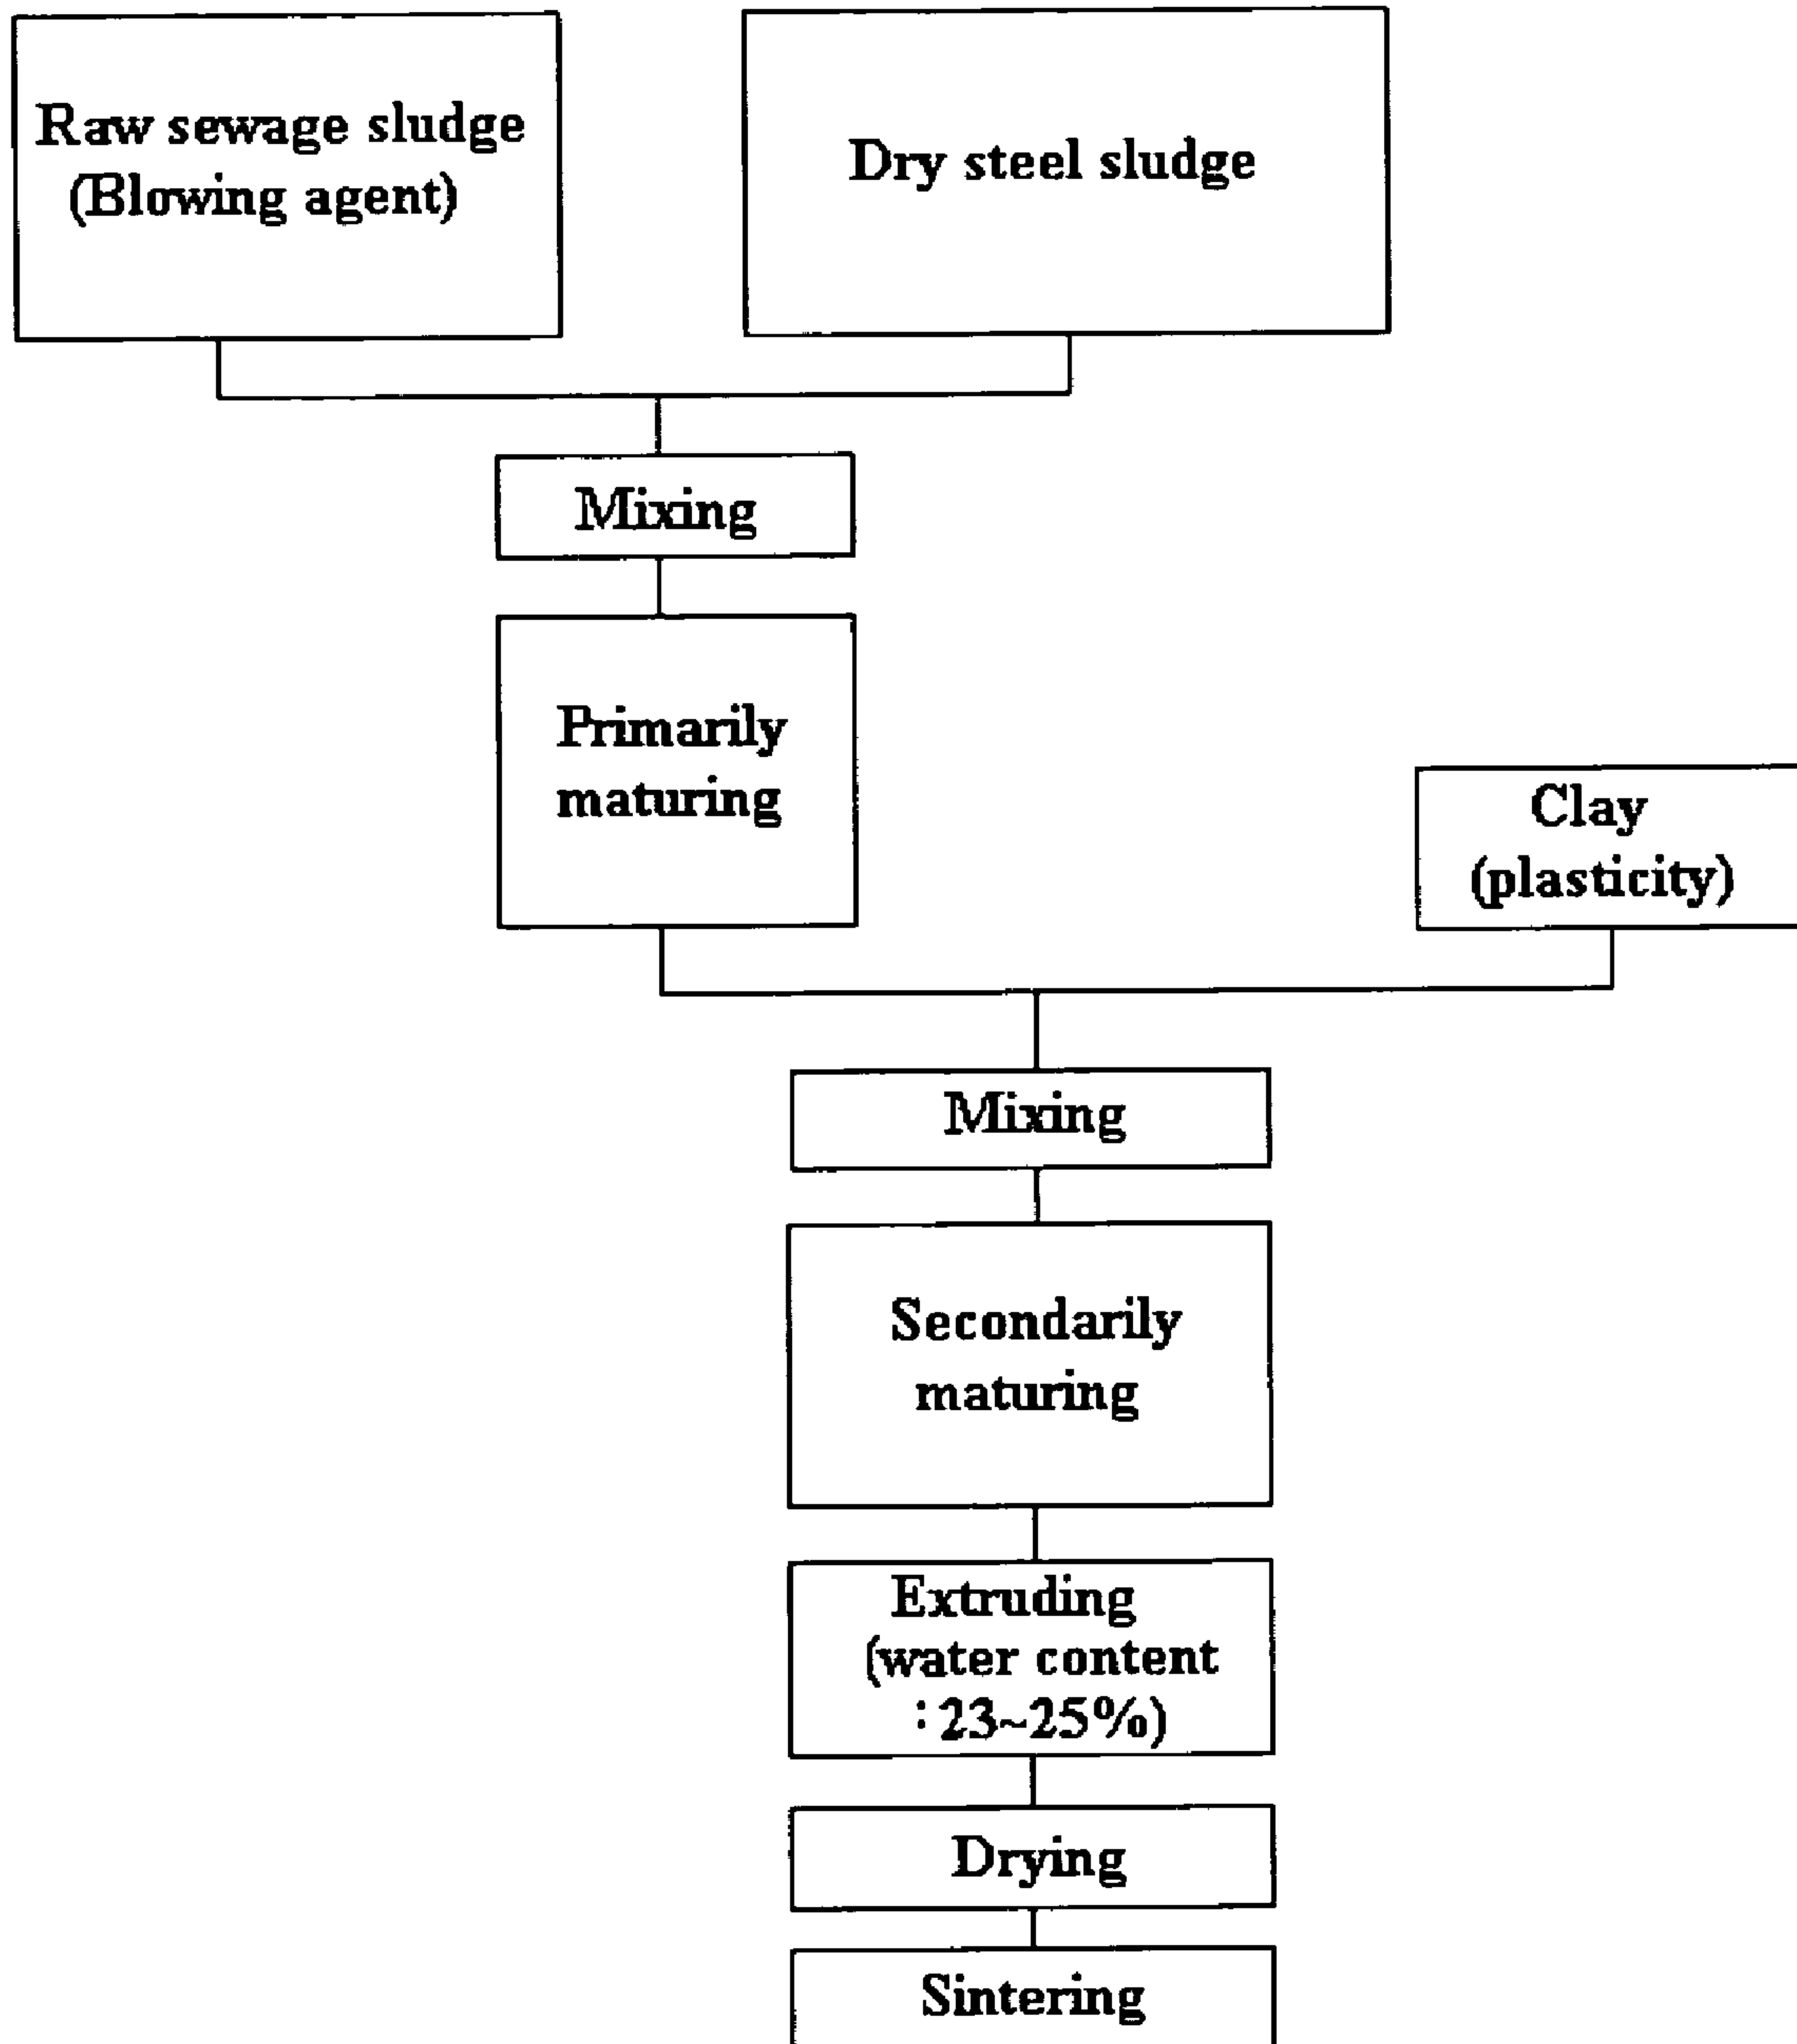 Raw sewage sludge
(Blowing agent)
Dry steel sludge
Mixing
Primarily
maturing
Clay
(plasticity)
Mixing
Secondarily
maturing
Extruding
(water content
:23~25%)
Drying
Sintering